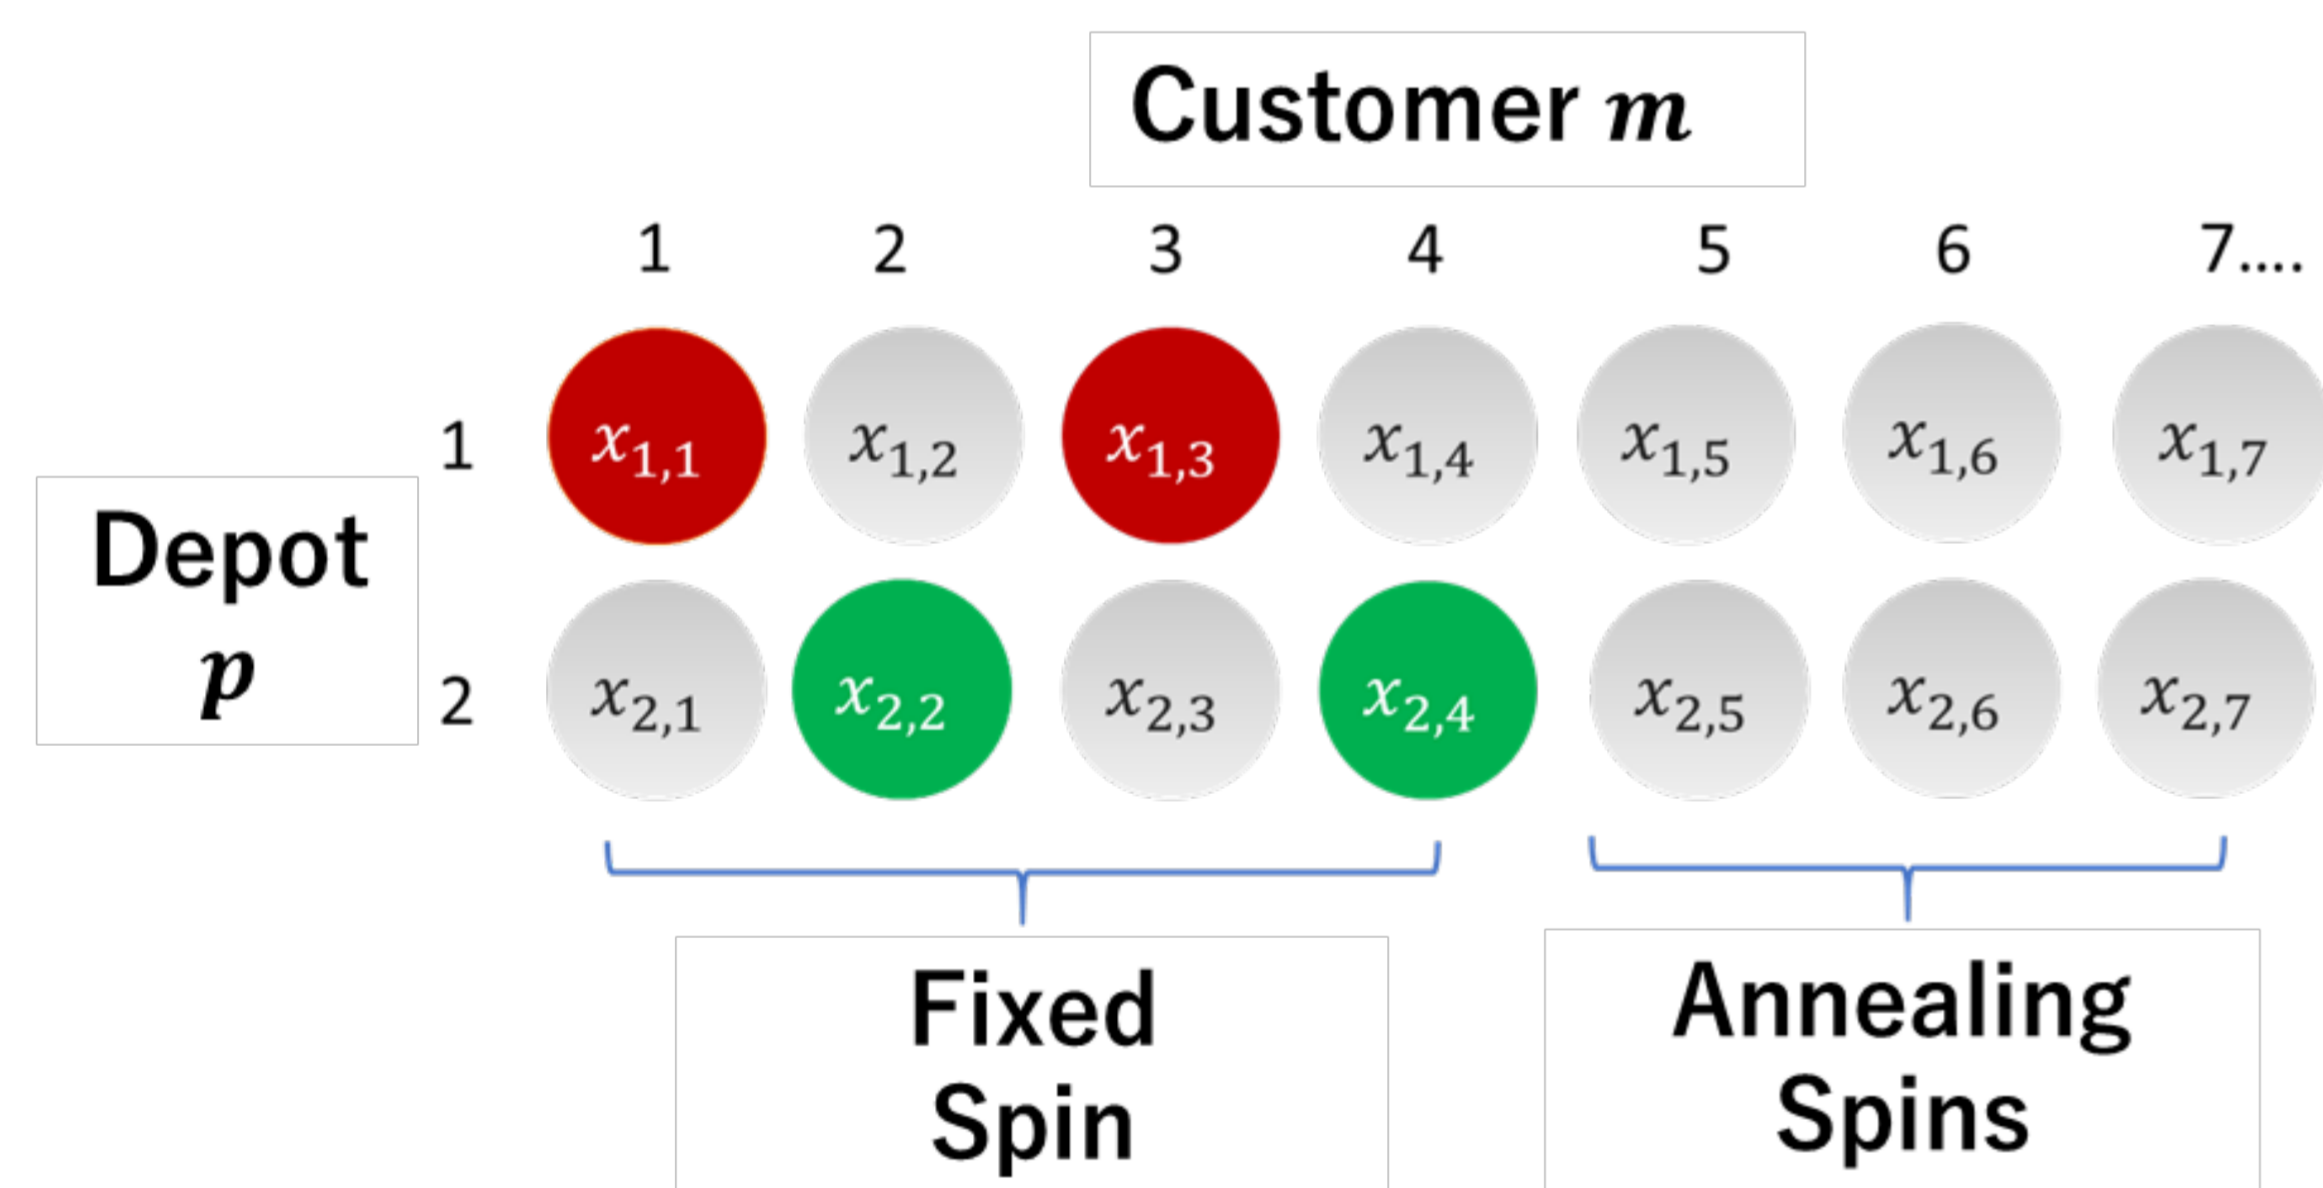 Customer m
1 2 3 4 5 6 7....
1 x1,1 x1,2 x1,3 x1,4 x1,5 x1,6 x1,7
Depot
p
2 x2,1 x2,2 x2,3 x2,4 x2,5 x2,6 x2,7
Fixed
Spin
Annealing
Spins